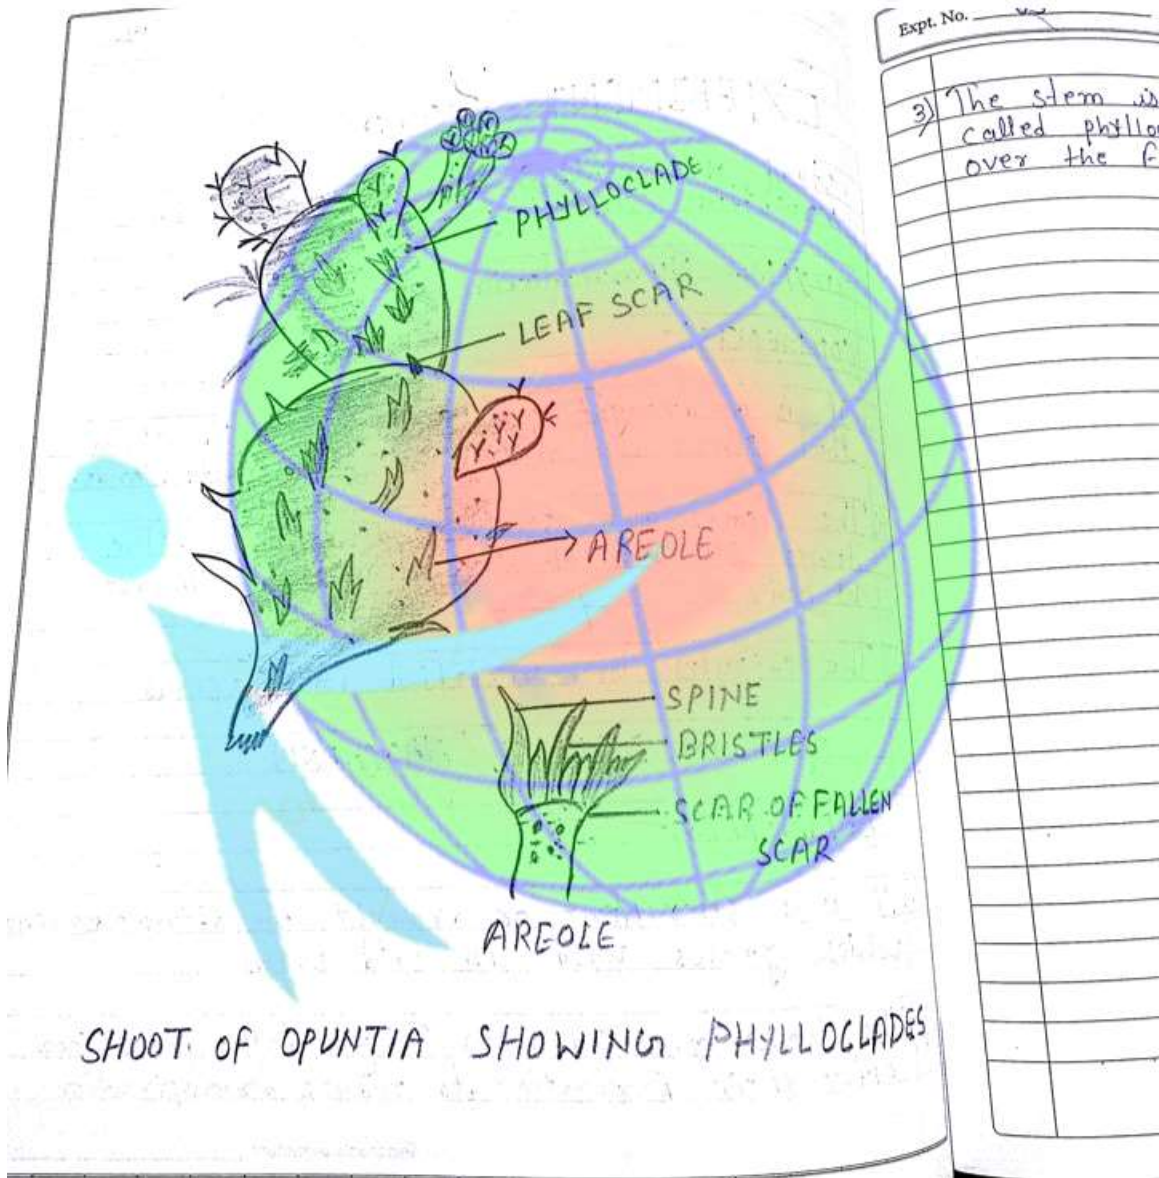 PHYLLOCLADE
LEAF SCAR
AREOLE
SPINE
BRISTLES
SCAR OF FALLEN
SCAR
AREOLE
SHOOT OF OPUNTIA SHOWING PHYLLOCLADES
Expt. No.
3) The stem is
called phyllo
over the f